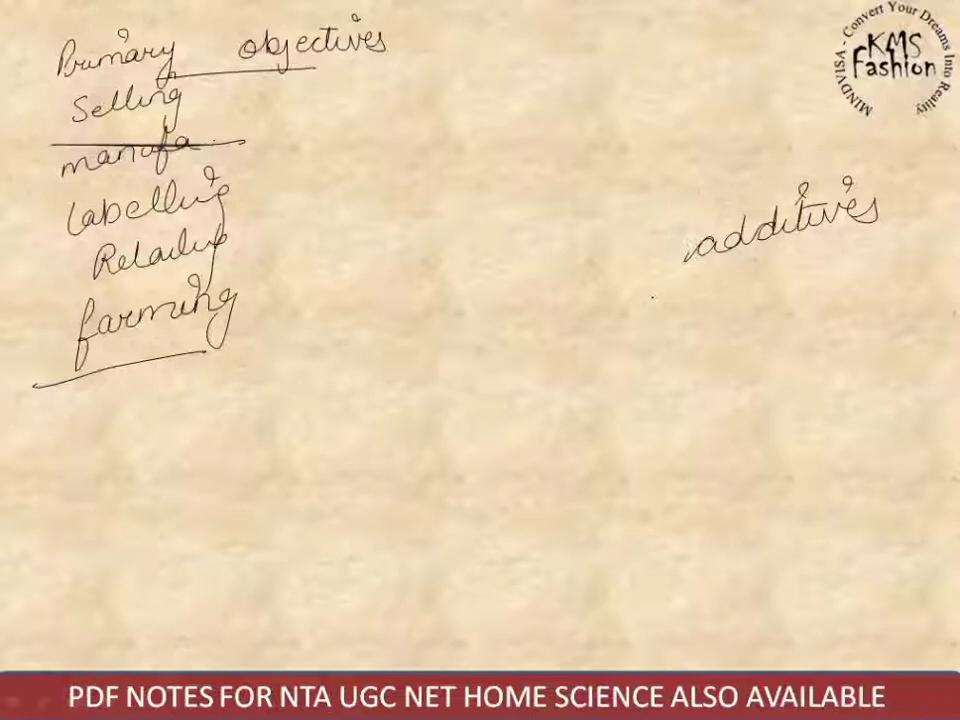 Primary objectives
Selling
manufa..
Labelling
Retailing
farming
additives
MINDVISA - Convert Your Dreams Into Reality
KMS
Fashion
PDF NOTES FOR NTA UGC NET HOME SCIENCE ALSO AVAILABLE